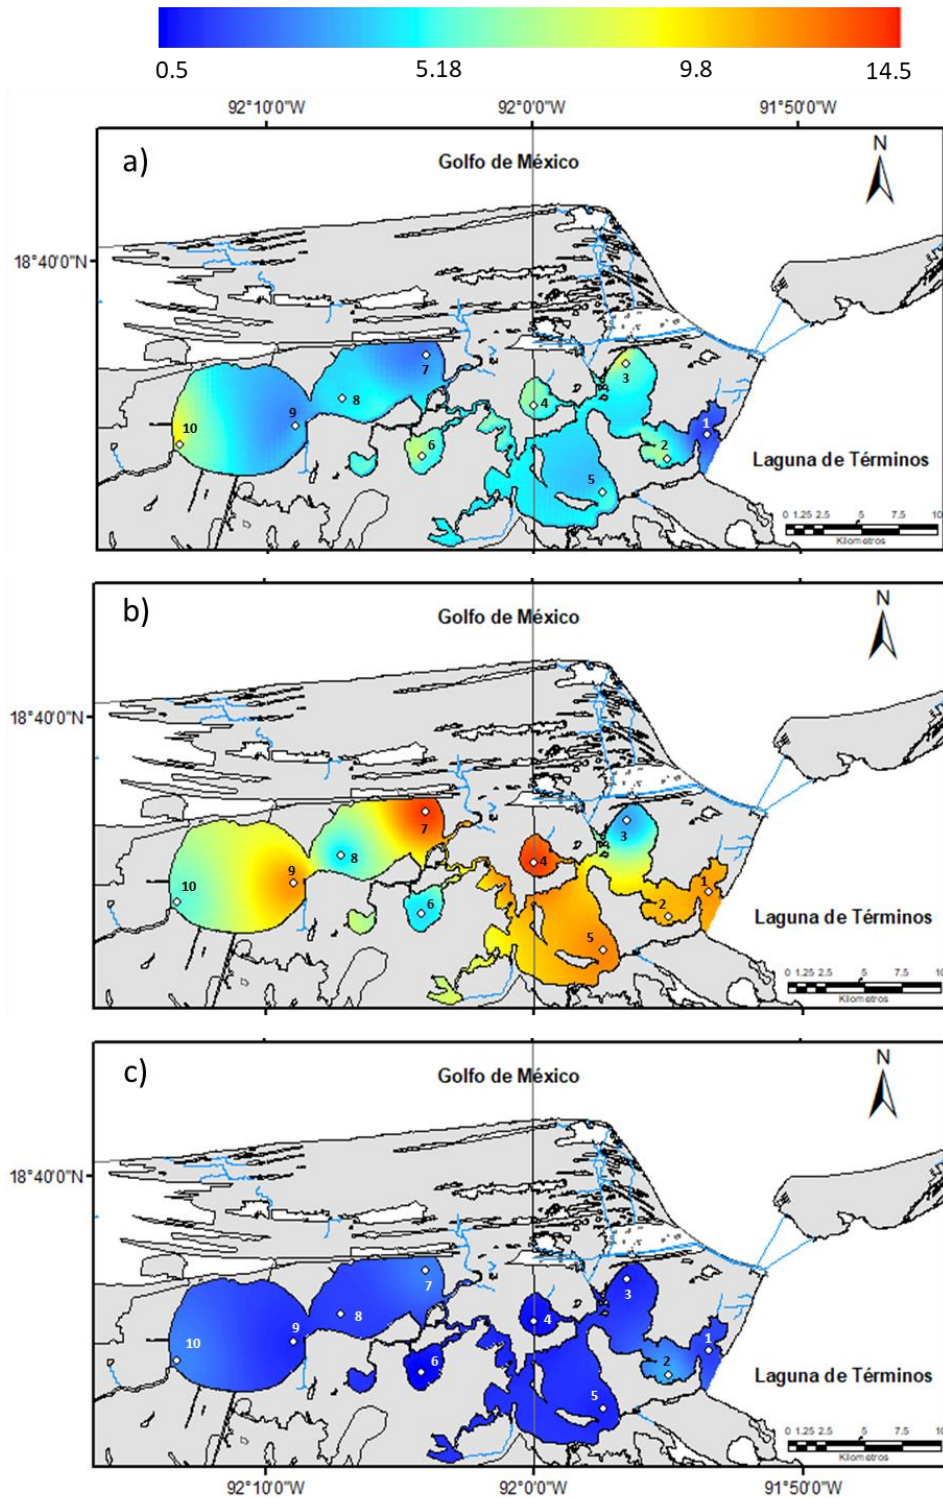 0.5 5.18 9.8 14.5
92°10'0"W 92°0'0"W 91°50'0"W
a)
Golfo de México
N
18°40'0"N
7
3
10
9
8
4
1
6
2
5
Laguna de Términos
0 1.25 2.5 5 7.5 10
Kilometros
b)
Golfo de México
N
18°40'0"N
7
3
8
4
9
10
1
6
2
5
Laguna de Términos
0 1.25 2.5 5 7.5 10
Kilometros
c)
Golfo de México
N
18°40'0"N
7
3
8
4
9
10
1
6
2
5
Laguna de Términos
0 1.25 2.5 5 7.5 10
Kilometros
92°10'0"W 92°0'0"W 91°50'0"W